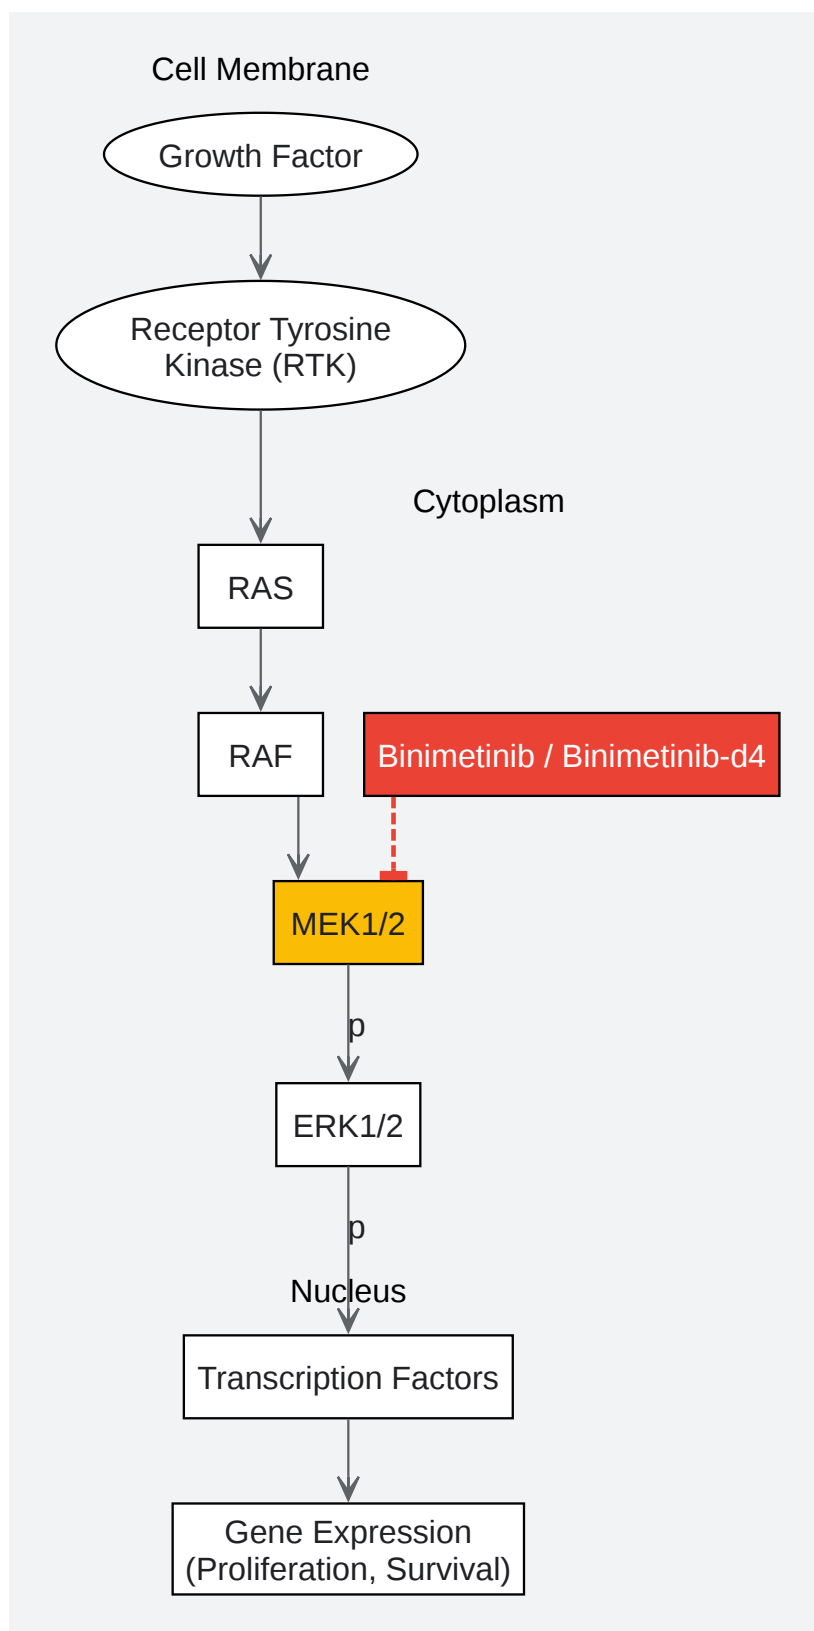 Cell Membrane
Growth Factor
Receptor Tyrosine
Kinase (RTK)
Cytoplasm
RAS
RAF
Binimetinib / Binimetinib-d4
MEK1/2
p
ERK1/2
p
Nucleus
Transcription Factors
Gene Expression
(Proliferation, Survival)